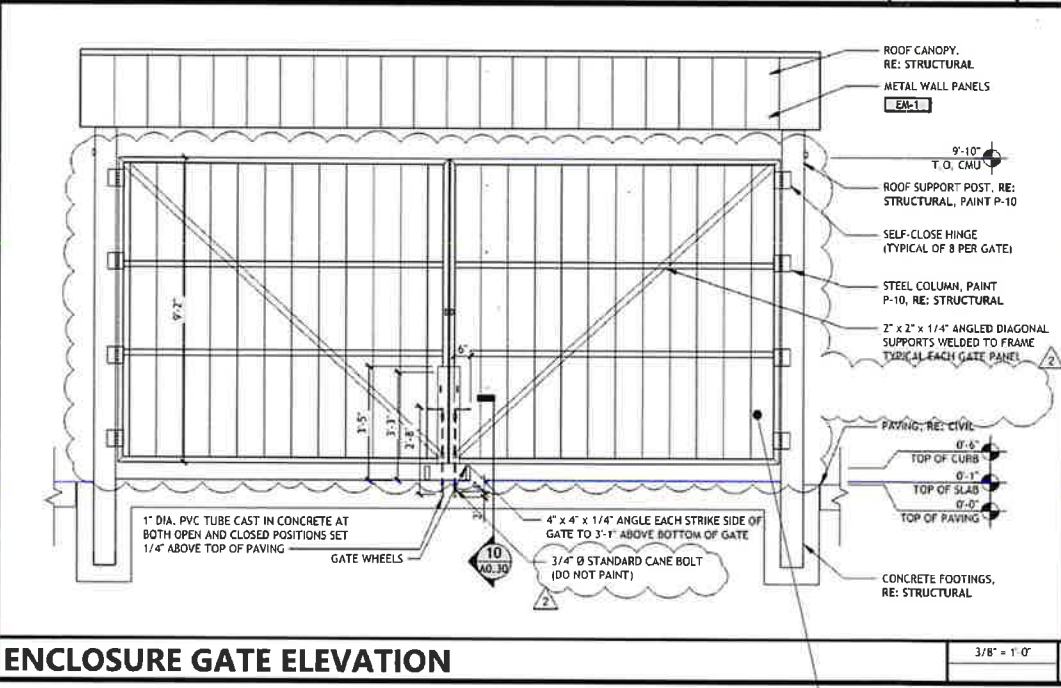 ROOF CANOPY,
RE: STRUCTURAL
METAL WALL PANELS
EM-1
9'-10"
T.O. CMU
ROOF SUPPORT POST, RE:
STRUCTURAL, PAINT P-10
SELF-CLOSE HINGE
(TYPICAL OF 8 PER GATE)
STEEL COLUMN, PAINT
P-10, RE: STRUCTURAL
2" x 2" x 1/4" ANGLED DIAGONAL
SUPPORTS WELDED TO FRAME
TYPICAL EACH GATE PANEL
2
9'-2"
6"
3'-5"
3'-3"
2'-8"
PAVING, RE: CIVIL
0'-6"
TOP OF CURB
0'-1"
TOP OF SLAB
0'-0"
TOP OF PAVING
1" DIA. PVC TUBE CAST IN CONCRETE AT
BOTH OPEN AND CLOSED POSITIONS SET
1/4" ABOVE TOP OF PAVING
GATE WHEELS
10
A0.30
4" x 4" x 1/4" ANGLE EACH STRIKE SIDE OF
GATE TO 3'-1" ABOVE BOTTOM OF GATE
3/4" Ø STANDARD CANE BOLT
(DO NOT PAINT)
2
CONCRETE FOOTINGS,
RE: STRUCTURAL
ENCLOSURE GATE ELEVATION
3/8" = 1'-0"